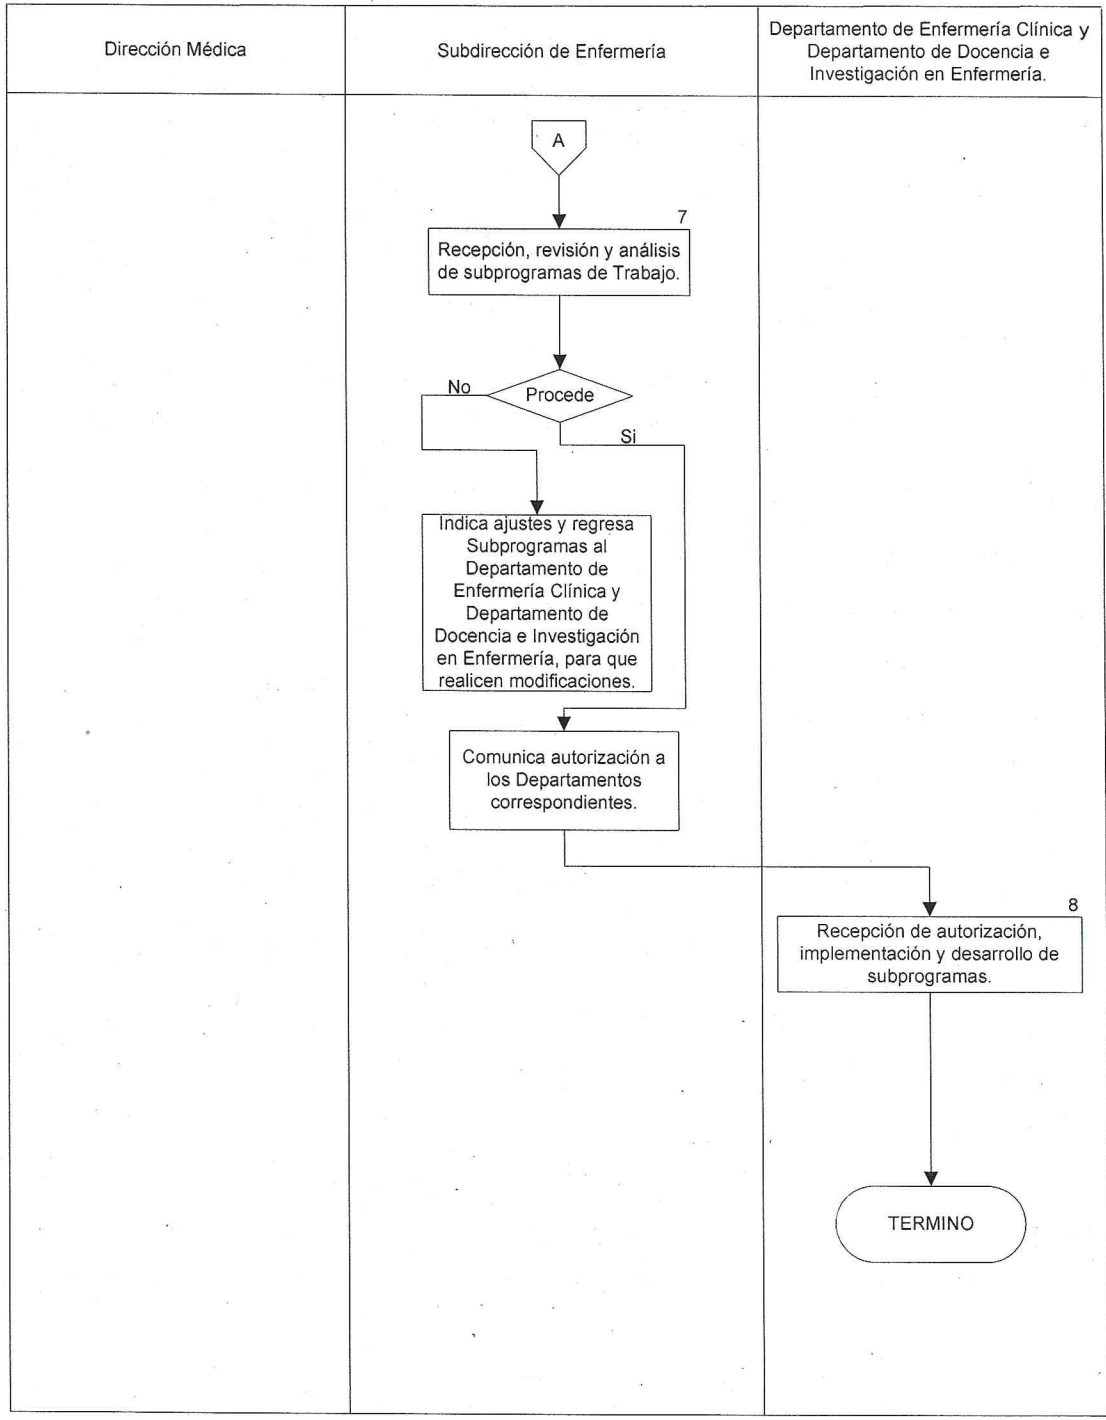 Dirección Médica
Subdirección de Enfermería
Departamento de Enfermería Clínica y
Departamento de Docencia e
Investigación en Enfermería.
A
7
Recepción, revisión y análisis
de subprogramas de Trabajo.
Procede
No
Si
Indica ajustes y regresa
Subprogramas al
Departamento de
Enfermería Clínica y
Departamento de
Docencia e Investigación
en Enfermería, para que
realicen modificaciones.
Comunica autorización a
los Departamentos
correspondientes.
8
Recepción de autorización,
implementación y desarrollo de
subprogramas.
TERMINO